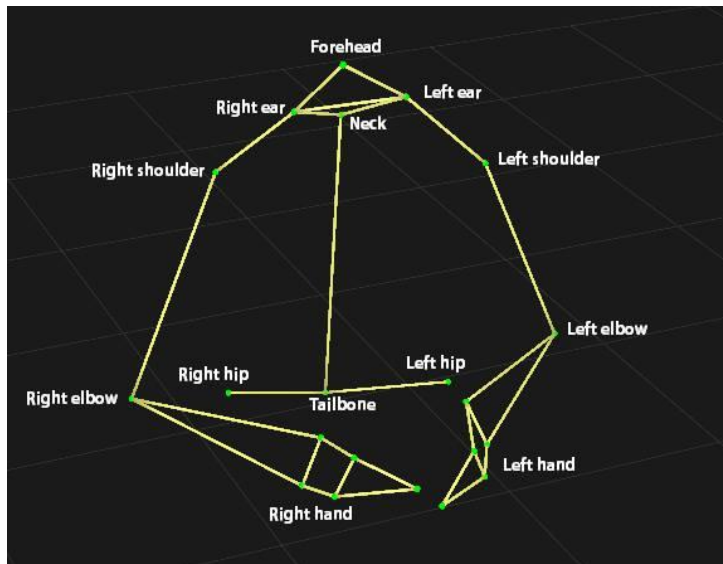 Forehead
Right ear
Left ear
Neck
Right shoulder
Left shoulder
Left elbow
Right hip
Left hip
Right elbow
Tailbone
Left hand
Right hand